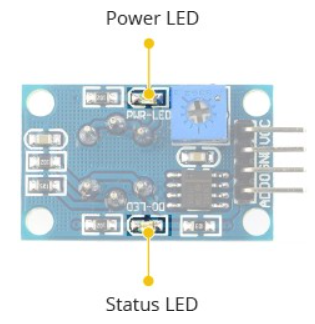 Power LED
PWR-LED
AO DO GND VCC
DO-LED
Status LED